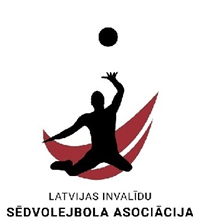 LATVIJAS INVALĪDU
SĒDVOLEJBOLA ASOCIĀCIJA